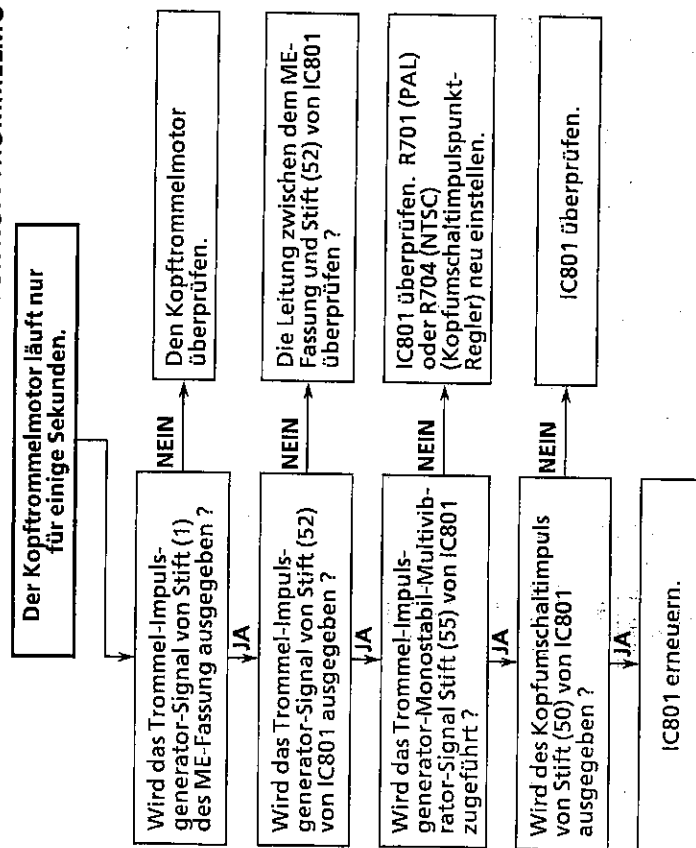 Der Kopftrommelmotor läuft nur
für einige Sekunden.
Wird das Trommel-Impuls-
generator-Signal von Stift (1)
des ME-Fassung ausgegeben ?
NEIN
Den Kopftrommelmotor
überprüfen.
JA
Wird das Trommel-Impuls-
generator-Signal von Stift (52)
von IC801 ausgegeben ?
NEIN
Die Leitung zwischen dem ME-
Fassung und Stift (52) von IC801
überprüfen ?
JA
Wird das Trommel-Impuls-
generator-Monostabil-Multivib-
rator-Signal Stift (55) von IC801
zugeführt ?
NEIN
IC801 überprüfen. R701 (PAL)
oder R704 (NTSC)
(Kopfumschaltimpulspunkt-
Regler) neu einstellen.
JA
Wird des Kopfumschaltimpuls
von Stift (50) von IC801
ausgegeben ?
NEIN
IC801 überprüfen.
JA
IC801 erneuern.